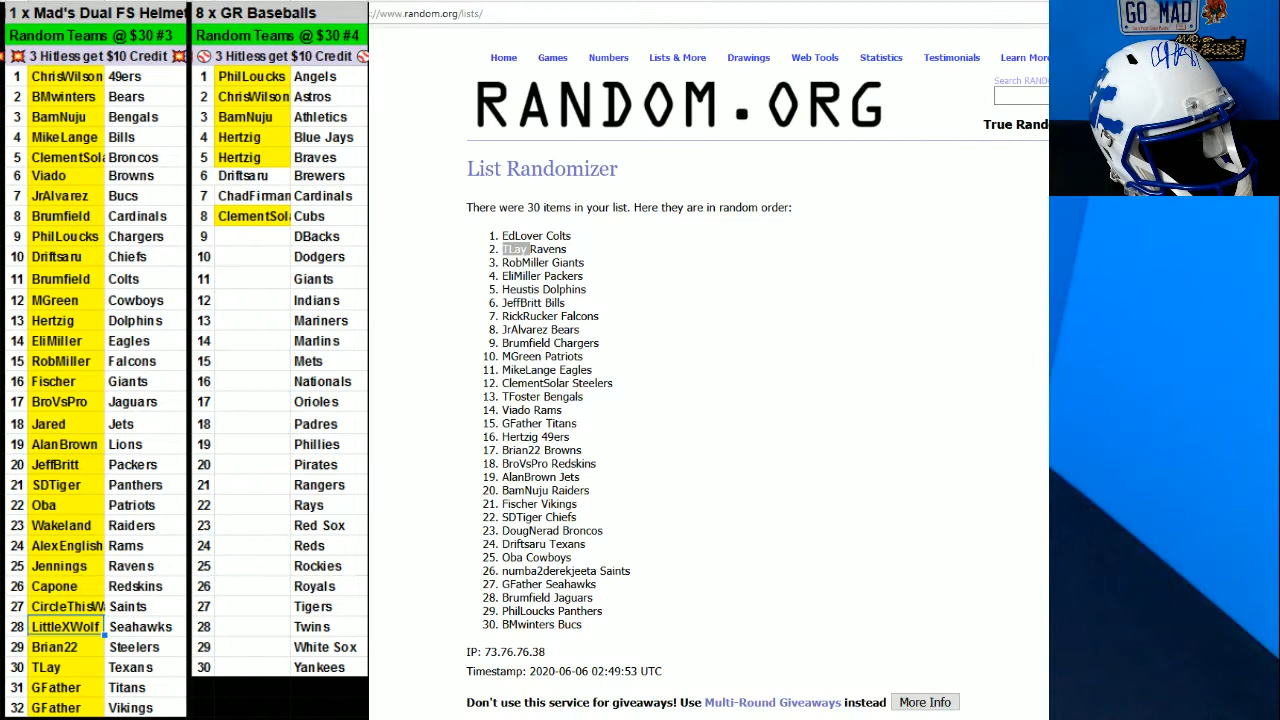 1 x Mad's Dual FS Helmet
Random Teams @ $30 #3
3 Hitless get $10 Credit
1 ChrisWilson 49ers
2 BMwinters Bears
3 BamNuju Bengals
4 MikeLange Bills
5 ClementSola Broncos
6 Viado Browns
7 JrAlvarez Bucs
8 Brumfield Cardinals
9 PhilLoucks Chargers
10 Driftsaru Chiefs
11 Brumfield Colts
12 MGreen Cowboys
13 Hertzig Dolphins
14 EliMiller Eagles
15 RobMiller Falcons
16 Fischer Giants
17 BroVsPro Jaguars
18 Jared Jets
19 AlanBrown Lions
20 JeffBritt Packers
21 SDTiger Panthers
22 Oba Patriots
23 Wakeland Raiders
24 AlexEnglish Rams
25 Jennings Ravens
26 Capone Redskins
27 CircleThisWa Saints
28 LittleXWolf Seahawks
29 Brian22 Steelers
30 TLay Texans
31 GFather Titans
32 GFather Vikings
8 x GR Baseballs
Random Teams @ $30 #4
3 Hitless get $10 Credit
1 PhilLoucks Angels
2 ChrisWilson Astros
3 BamNuju Athletics
4 Hertzig Blue Jays
5 Hertzig Braves
6 Driftsaru Brewers
7 ChadFirman Cardinals
8 ClementSola Cubs
9 DBacks
10 Dodgers
11 Giants
12 Indians
13 Mariners
14 Marlins
15 Mets
16 Nationals
17 Orioles
18 Padres
19 Phillies
20 Pirates
21 Rangers
22 Rays
23 Red Sox
24 Reds
25 Rockies
26 Royals
27 Tigers
28 Twins
29 White Sox
30 Yankees
://www.random.org/lists/
Home Games Numbers Lists & More Drawings Web Tools Statistics Testimonials Learn More
Search RAND
RANDOM.ORG
True Rando
List Randomizer
There were 30 items in your list. Here they are in random order:
1. EdLover Colts
2. TLay Ravens
3. RobMiller Giants
4. EliMiller Packers
5. Heustis Dolphins
6. JeffBritt Bills
7. RickRucker Falcons
8. JrAlvarez Bears
9. Brumfield Chargers
10. MGreen Patriots
11. MikeLange Eagles
12. ClementSolar Steelers
13. TFoster Bengals
14. Viado Rams
15. GFather Titans
16. Hertzig 49ers
17. Brian22 Browns
18. BroVsPro Redskins
19. AlanBrown Jets
20. BamNuju Raiders
21. Fischer Vikings
22. SDTiger Chiefs
23. DougNerad Broncos
24. Driftsaru Texans
25. Oba Cowboys
26. numba2derekjeeta Saints
27. GFather Seahawks
28. Brumfield Jaguars
29. PhilLoucks Panthers
30. BMwinters Bucs
IP: 73.76.76.38
Timestamp: 2020-06-06 02:49:53 UTC
Don't use this service for giveaways! Use Multi-Round Giveaways instead More Info
GO MAD